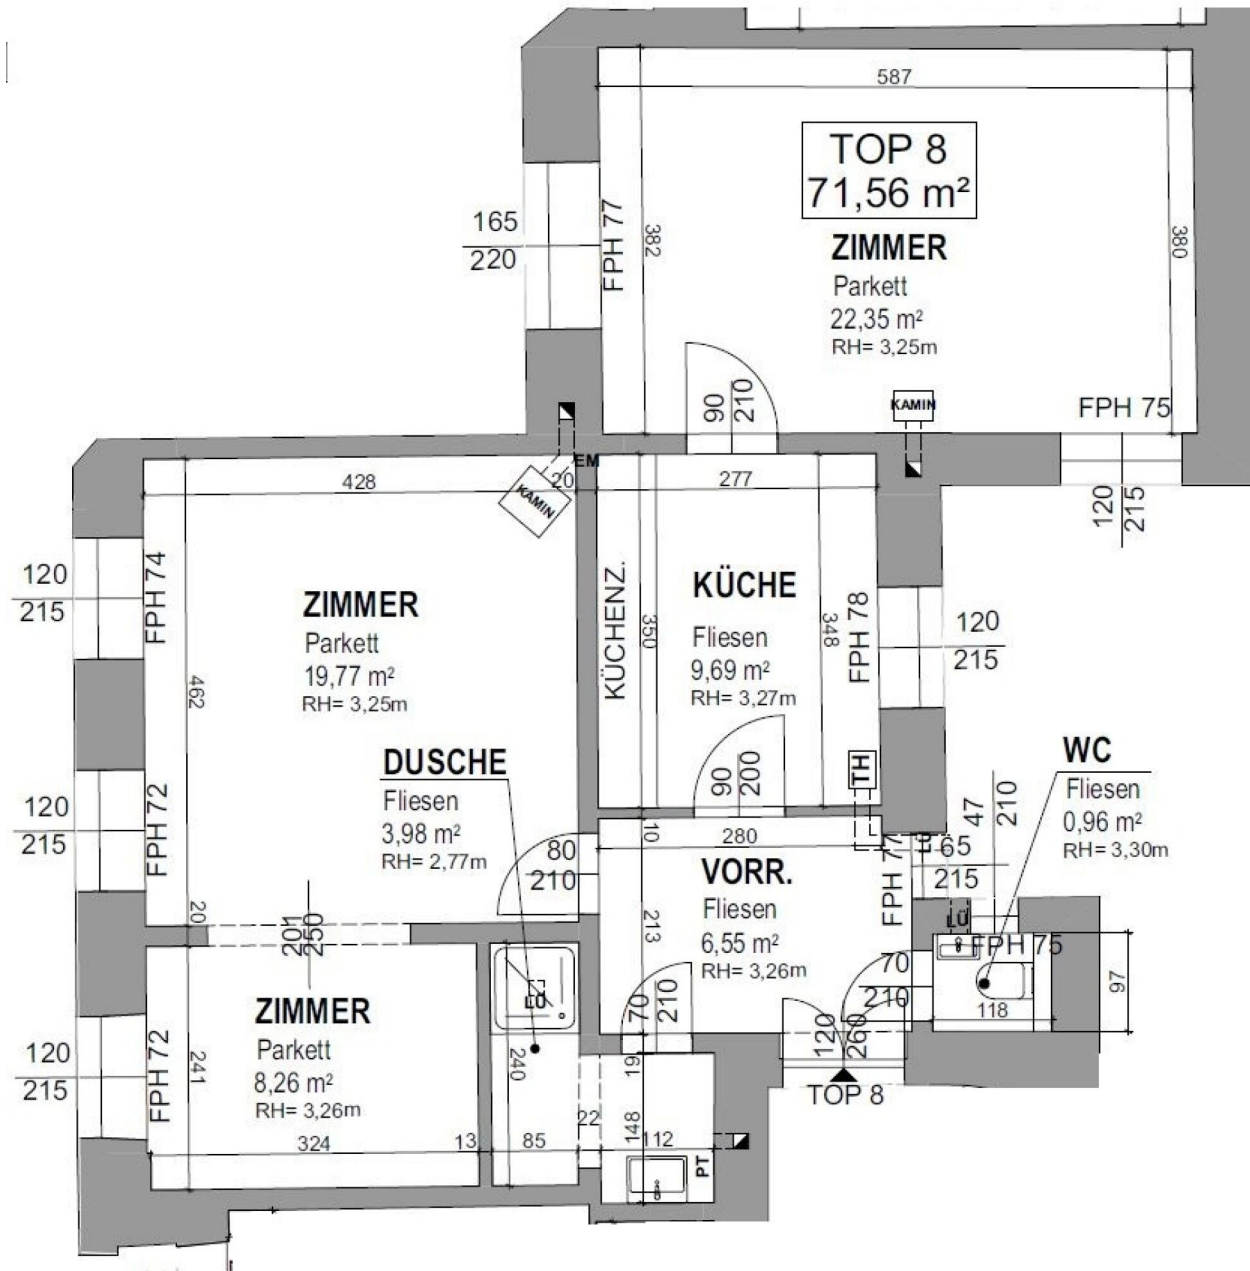 587
TOP 8
71,56 m²
ZIMMER
Parkett
22,35 m²
RH= 3,25m
165
220
FPH 77
382
380
90
210
KAMIN
FPH 75
120
215
428
20
EM
KAMIN
277
120
215
FPH 74
ZIMMER
Parkett
19,77 m²
RH= 3,25m
462
KÜCHENZ.
350
KÜCHE
Fliesen
9,69 m²
RH= 3,27m
348
FPH 78
120
215
DUSCHE
Fliesen
3,98 m²
RH= 2,77m
90
200
TH
WC
Fliesen
0,96 m²
RH= 3,30m
47
210
120
215
FPH 72
80
210
10
280
VORR.
Fliesen
6,55 m²
RH= 3,26m
213
FPH 77
LÜ
65
215
20
201
250
LÜ
FPH 75
70
210
118
97
ZIMMER
Parkett
8,26 m²
RH= 3,26m
120
215
FPH 72
241
324
13
LÜ
240
85
22
70
210
19
148
112
PT
120
260
TOP 8